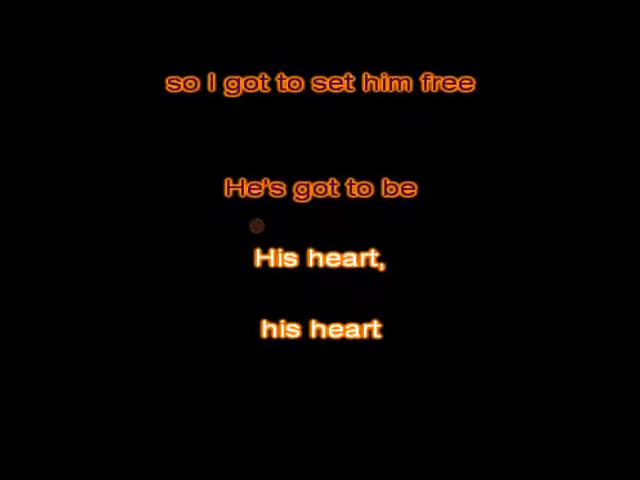 so I got to set him free
He's got to be
His heart,
his heart